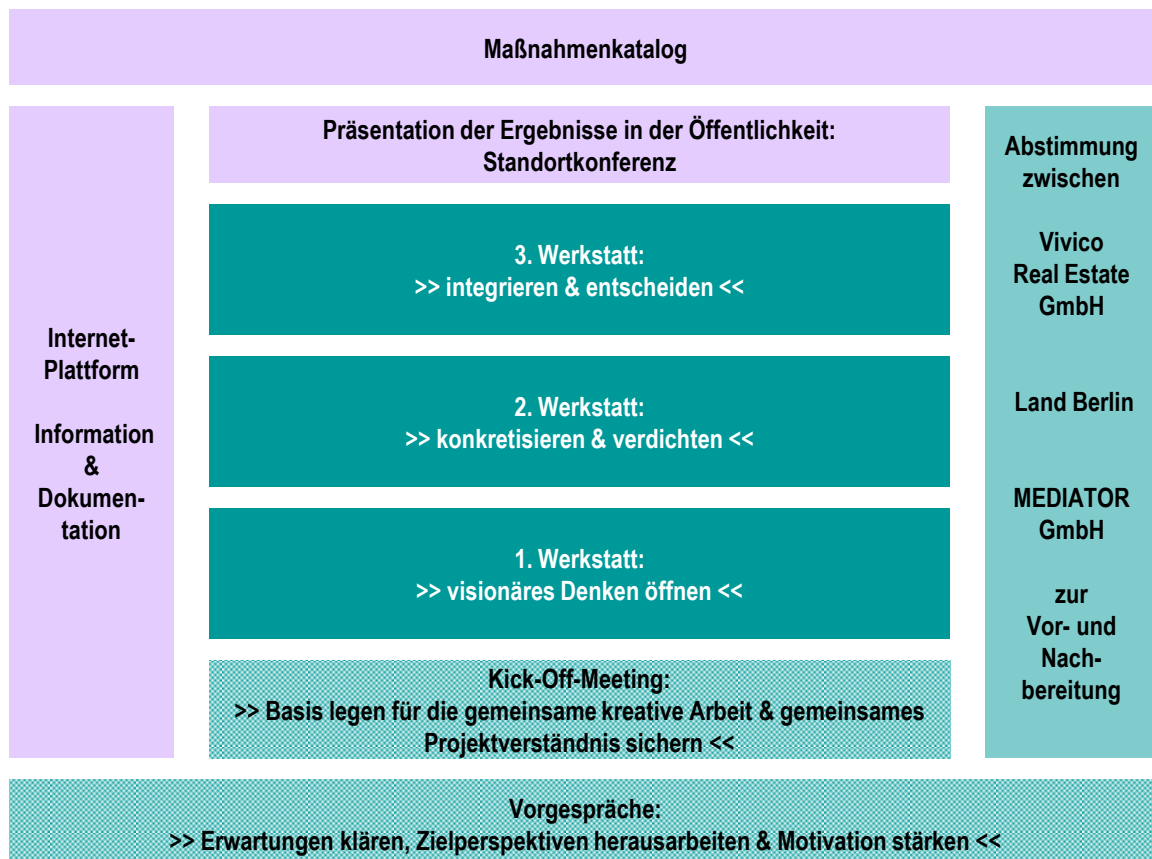 Maßnahmenkatalog
Internet-
Plattform
Information
&
Dokumen-
tation
Präsentation der Ergebnisse in der Öffentlichkeit:
Standortkonferenz
3. Werkstatt:
>> integrieren & entscheiden <<
2. Werkstatt:
>> konkretisieren & verdichten <<
1. Werkstatt:
>> visionäres Denken öffnen <<
Kick-Off-Meeting:
>> Basis legen für die gemeinsame kreative Arbeit & gemeinsames
Projektverständnis sichern <<
Abstimmung
zwischen
Vivico
Real Estate
GmbH
Land Berlin
MEDIATOR
GmbH
zur
Vor- und
Nach-
bereitung
Vorgespräche:
>> Erwartungen klären, Zielperspektiven herausarbeiten & Motivation stärken <<